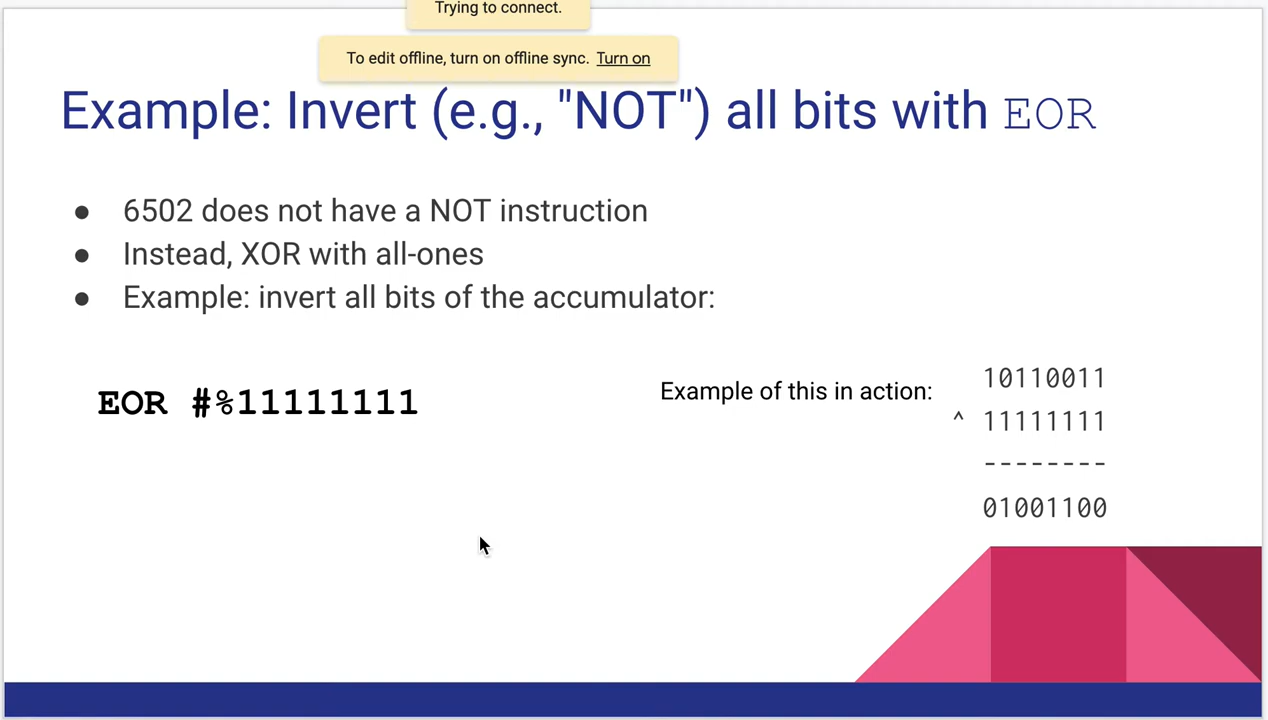 Trying to connect.
To edit offline, turn on offline sync. Turn on
Example: Invert (e.g., "NOT") all bits with EOR
● 6502 does not have a NOT instruction
● Instead, XOR with all-ones
● Example: invert all bits of the accumulator:
EOR #%11111111
Example of this in action:
10110011
^ 11111111
--------
01001100